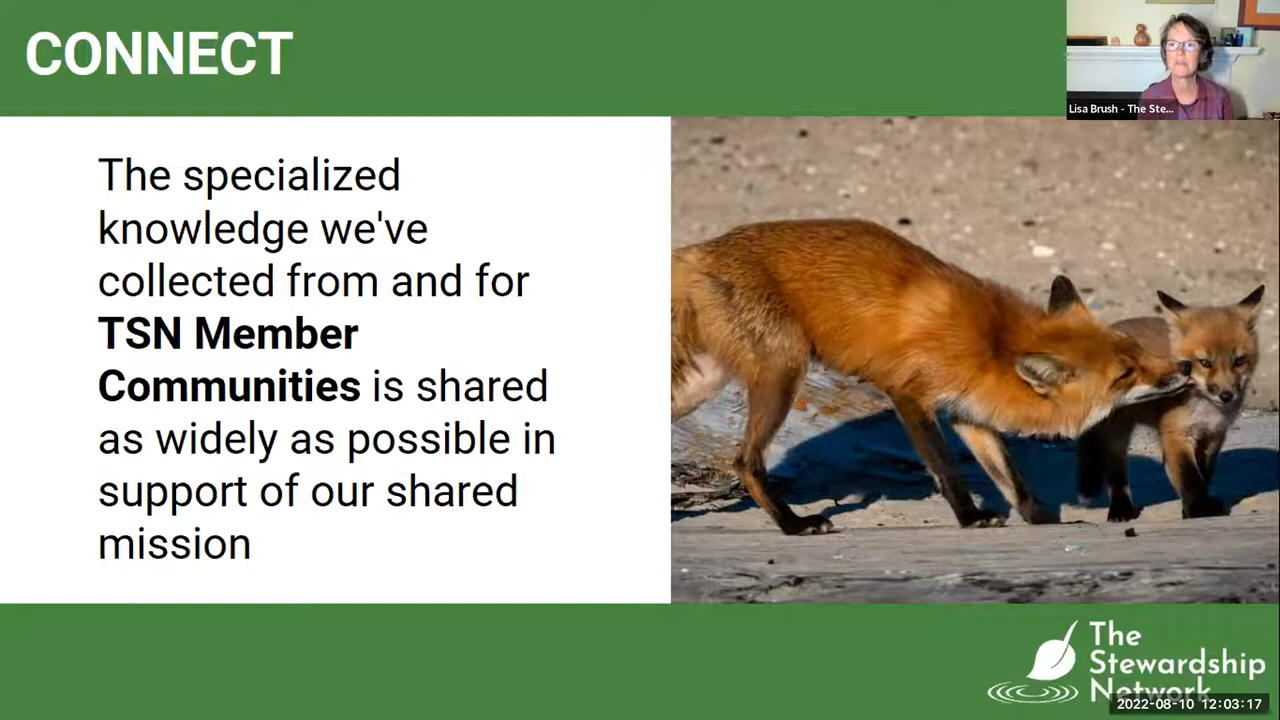 CONNECT
Lisa Brush - The Ste...
The specialized
knowledge we've
collected from and for
TSN Member
Communities is shared
as widely as possible in
support of our shared
mission
The
Stewardship
Network
2022-08-10 12:03:17